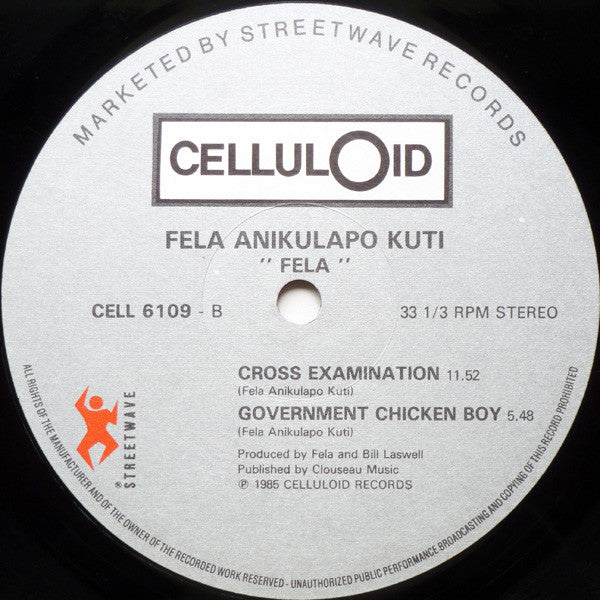 MARKETED BY STREETWAVE RECORDS
CELLULOID
FELA ANIKULAPO KUTI
" FELA "
CELL 6109 - B
33 1/3 RPM STEREO
CROSS EXAMINATION 11.52
(Fela Anikulapo Kuti)
GOVERNMENT CHICKEN BOY 5.48
(Fela Anikulapo Kuti)
Produced by Fela and Bill Laswell
Published by Clouseau Music
℗ 1985 CELLULOID RECORDS
® STREETWAVE
ALL RIGHTS OF THE MANUFACTURER AND OF THE OWNER OF THE RECORDED WORK RESERVED - UNAUTHORIZED PUBLIC PERFORMANCE BROADCASTING AND COPYING OF THIS RECORD PROHIBITED